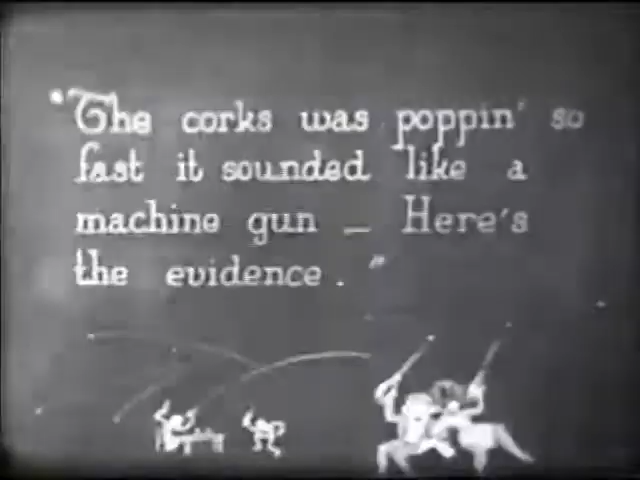 "The corks was poppin' so
fast it sounded like a
machine gun — Here's
the evidence."